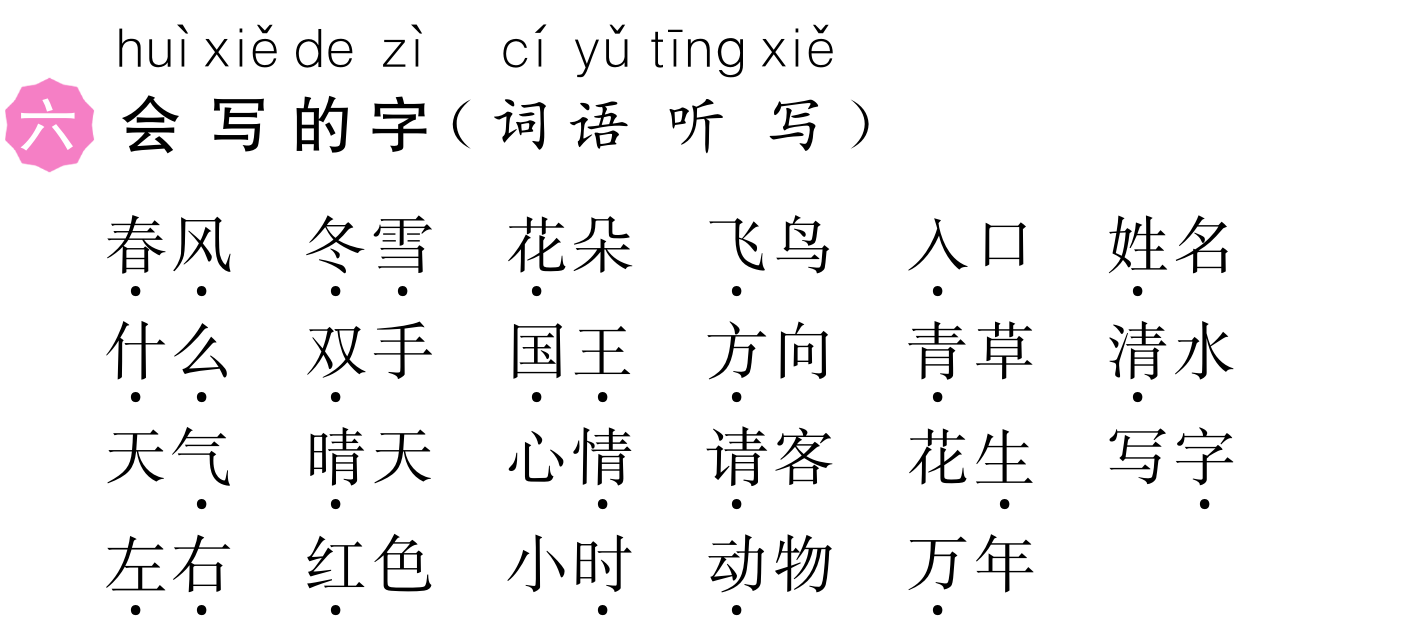 huì xiě de zì cí yǔ tīng xiě
六 会写的字（词语听写）
春风 冬雪 花朵 飞鸟 入口 姓名
什么 双手 国王 方向 青草 清水
天气 晴天 心情 请客 花生 写字
左右 红色 小时 动物 万年